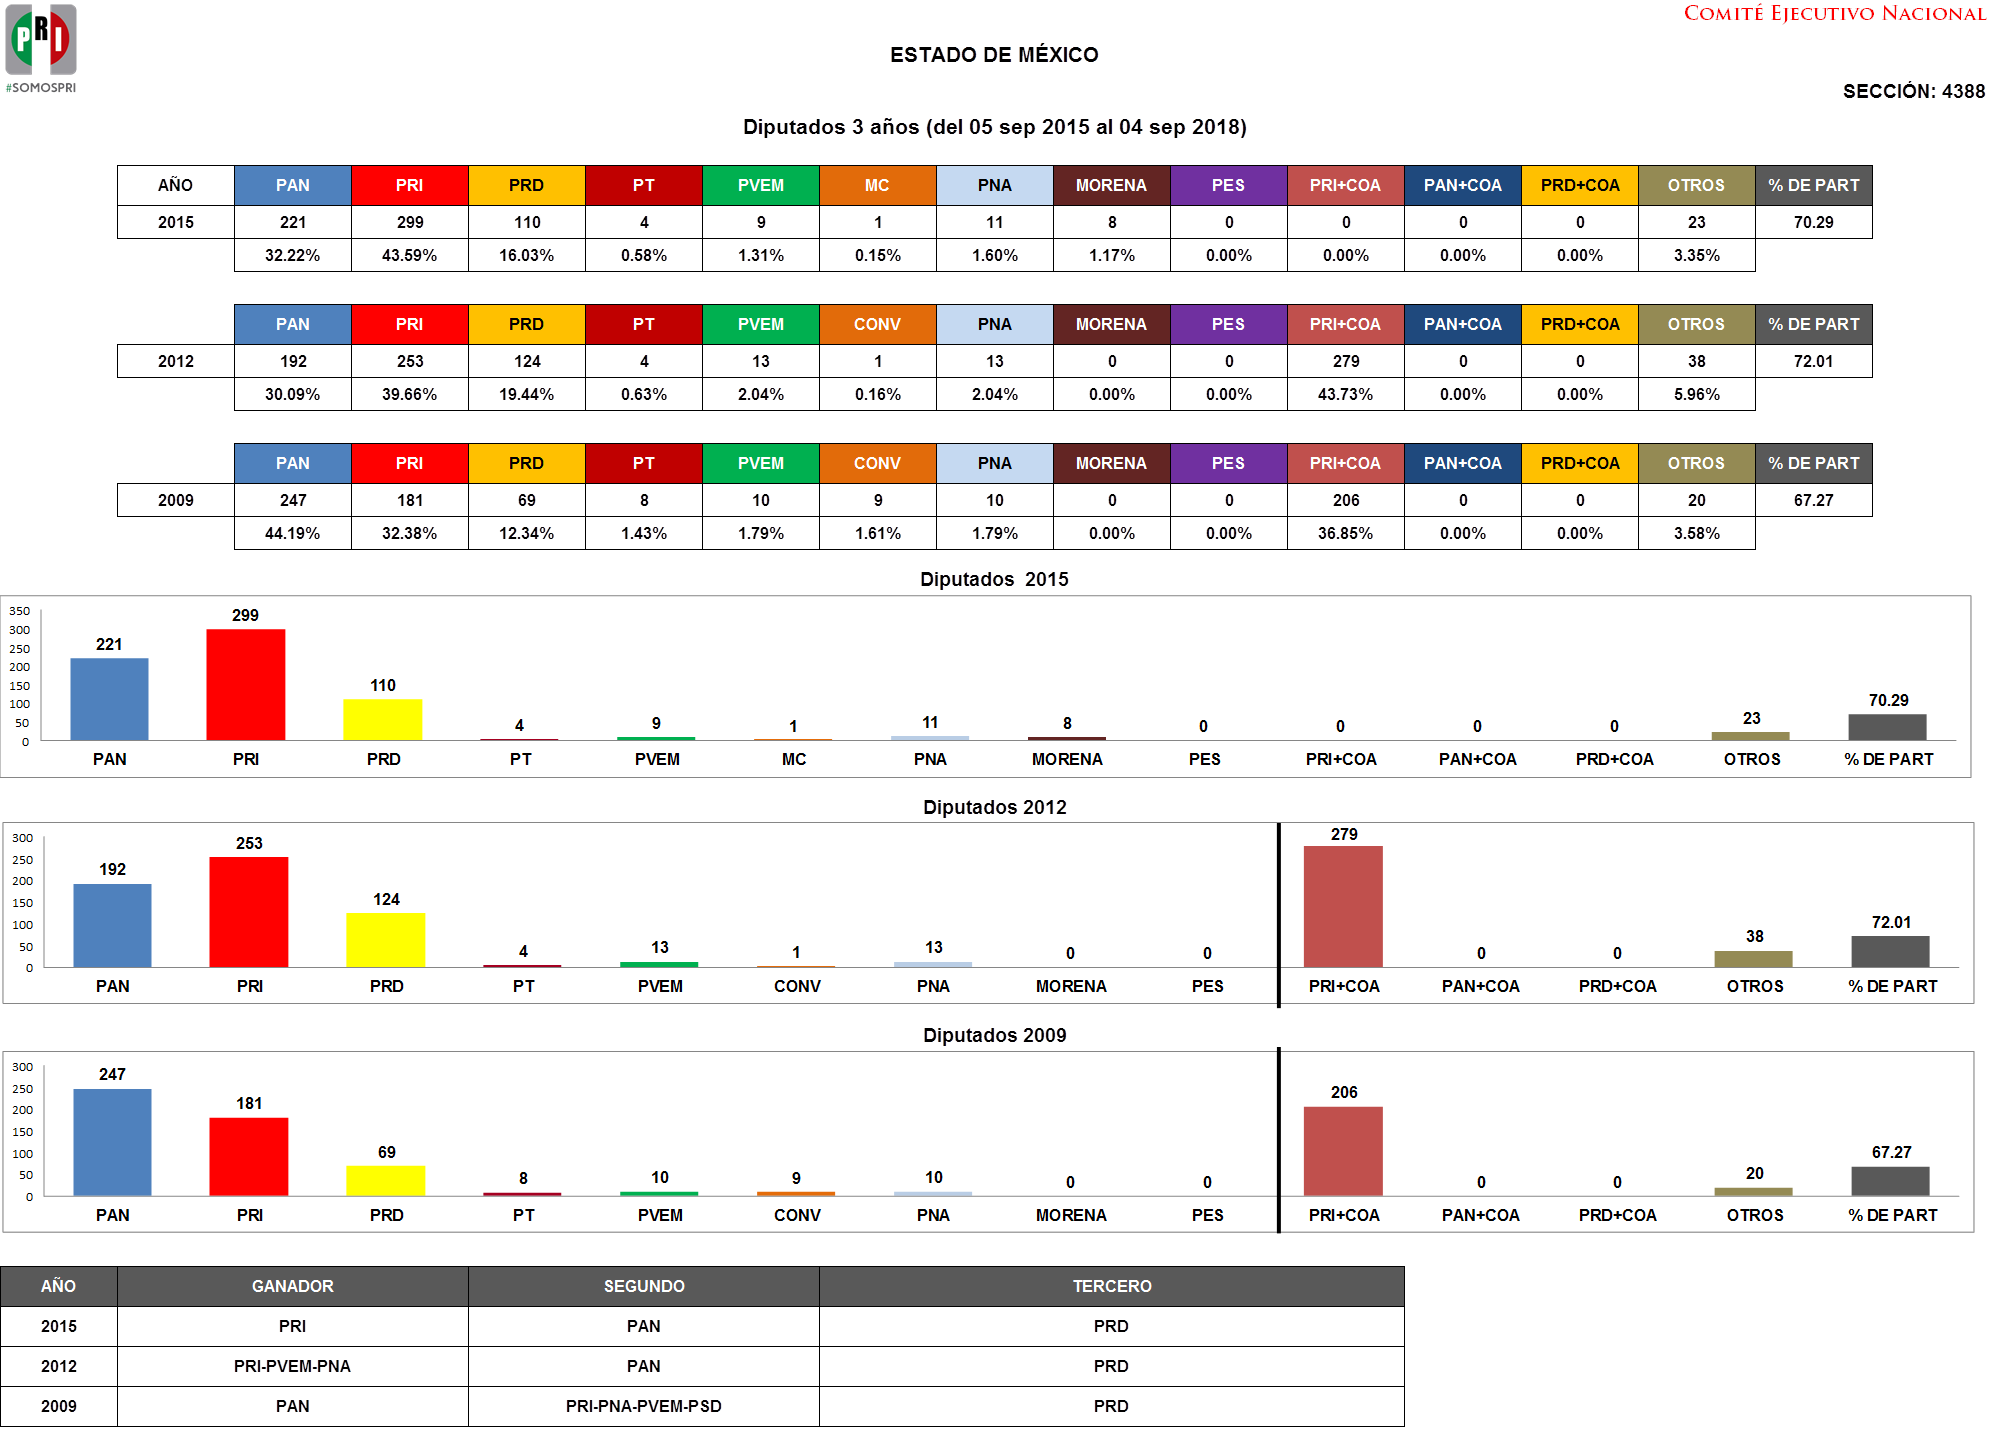 PRI
#SOMOSPRI
COMITÉ EJECUTIVO NACIONAL
ESTADO DE MÉXICO
SECCIÓN: 4388
Diputados 3 años (del 05 sep 2015 al 04 sep 2018)
AÑO PAN PRI PRD PT PVEM MC PNA MORENA PES PRI+COA PAN+COA PRD+COA OTROS % DE PART
2015 221 299 110 4 9 1 11 8 0 0 0 0 23 70.29
32.22% 43.59% 16.03% 0.58% 1.31% 0.15% 1.60% 1.17% 0.00% 0.00% 0.00% 0.00% 3.35%
PAN PRI PRD PT PVEM CONV PNA MORENA PES PRI+COA PAN+COA PRD+COA OTROS % DE PART
2012 192 253 124 4 13 1 13 0 0 279 0 0 38 72.01
30.09% 39.66% 19.44% 0.63% 2.04% 0.16% 2.04% 0.00% 0.00% 43.73% 0.00% 0.00% 5.96%
PAN PRI PRD PT PVEM CONV PNA MORENA PES PRI+COA PAN+COA PRD+COA OTROS % DE PART
2009 247 181 69 8 10 9 10 0 0 206 0 0 20 67.27
44.19% 32.38% 12.34% 1.43% 1.79% 1.61% 1.79% 0.00% 0.00% 36.85% 0.00% 0.00% 3.58%
Diputados 2015
350
300
250
200
150
100
50
0
221 299 110 4 9 1 11 8 0 0 0 0 23 70.29
PAN PRI PRD PT PVEM MC PNA MORENA PES PRI+COA PAN+COA PRD+COA OTROS % DE PART
Diputados 2012
300
250
200
150
100
50
0
192 253 124 4 13 1 13 0 0 279 0 0 38 72.01
PAN PRI PRD PT PVEM CONV PNA MORENA PES PRI+COA PAN+COA PRD+COA OTROS % DE PART
Diputados 2009
300
250
200
150
100
50
0
247 181 69 8 10 9 10 0 0 206 0 0 20 67.27
PAN PRI PRD PT PVEM CONV PNA MORENA PES PRI+COA PAN+COA PRD+COA OTROS % DE PART
AÑO GANADOR SEGUNDO TERCERO
2015 PRI PAN PRD
2012 PRI-PVEM-PNA PAN PRD
2009 PAN PRI-PNA-PVEM-PSD PRD